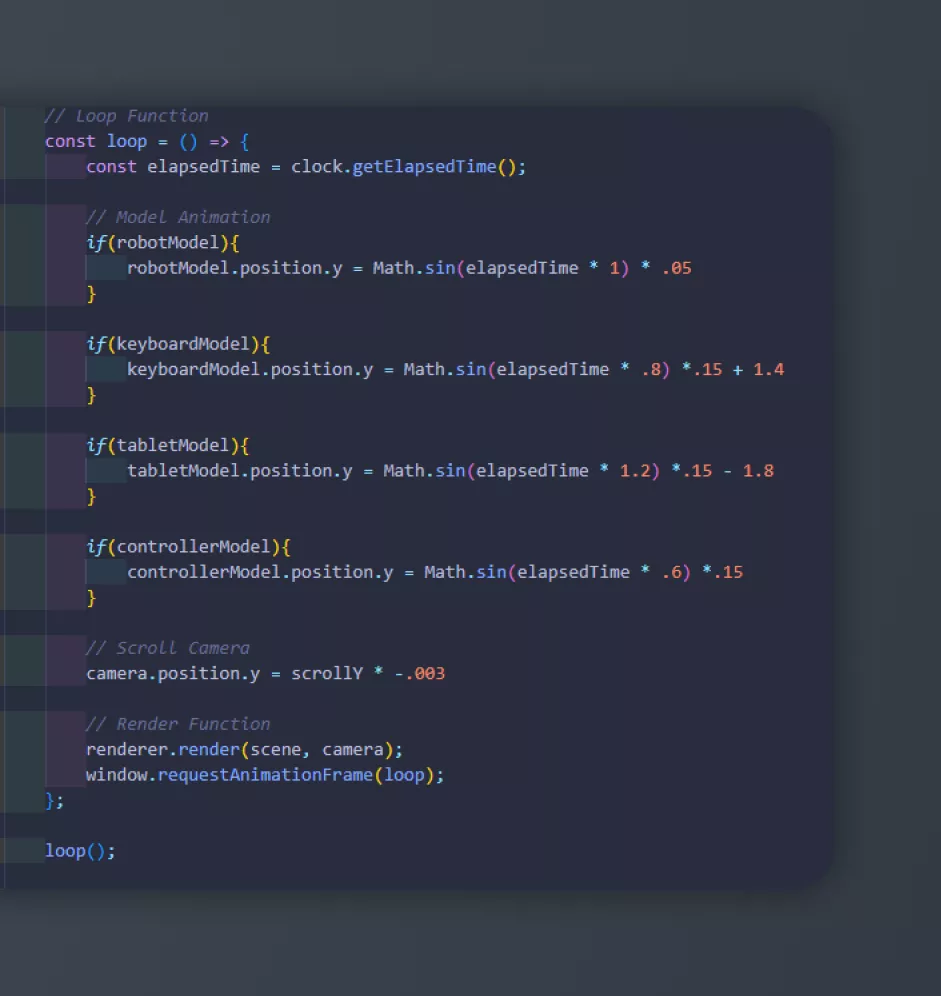 // Loop Function
const loop = () => {
const elapsedTime = clock.getElapsedTime();
// Model Animation
if(robotModel){
robotModel.position.y = Math.sin(elapsedTime * 1) * .05
}
if(keyboardModel){
keyboardModel.position.y = Math.sin(elapsedTime * .8) *.15 + 1.4
}
if(tabletModel){
tabletModel.position.y = Math.sin(elapsedTime * 1.2) *.15 - 1.8
}
if(controllerModel){
controllerModel.position.y = Math.sin(elapsedTime * .6) *.15
}
// Scroll Camera
camera.position.y = scrollY * -.003
// Render Function
renderer.render(scene, camera);
window.requestAnimationFrame(loop);
};
loop();